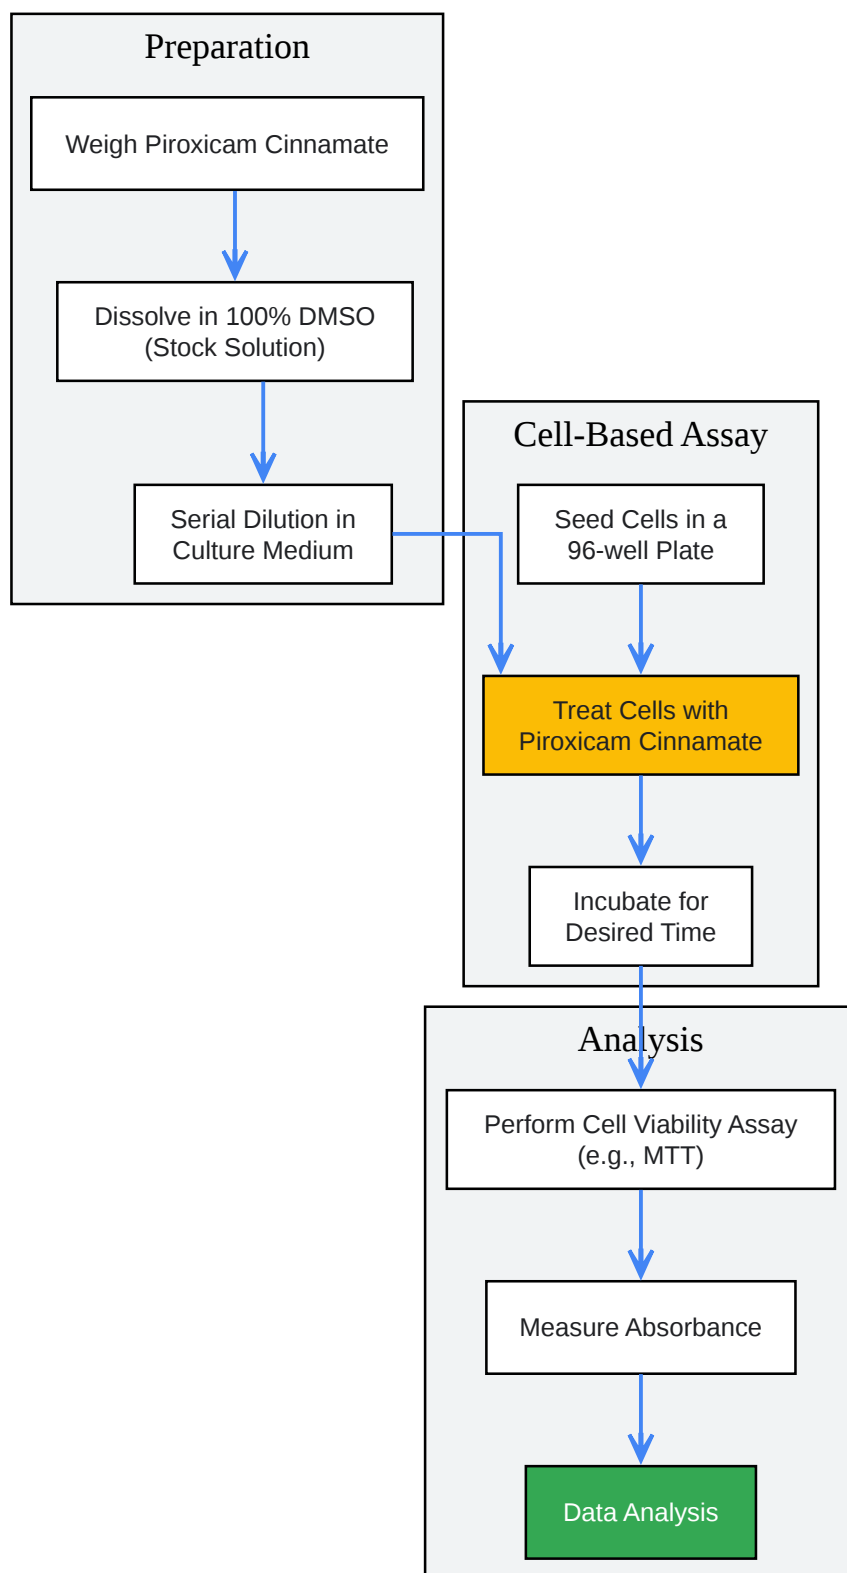 Preparation
Weigh Piroxicam Cinnamate
Dissolve in 100% DMSO
(Stock Solution)
Serial Dilution in
Culture Medium
Cell-Based Assay
Seed Cells in a
96-well Plate
Treat Cells with
Piroxicam Cinnamate
Incubate for
Desired Time
Analysis
Perform Cell Viability Assay
(e.g., MTT)
Measure Absorbance
Data Analysis